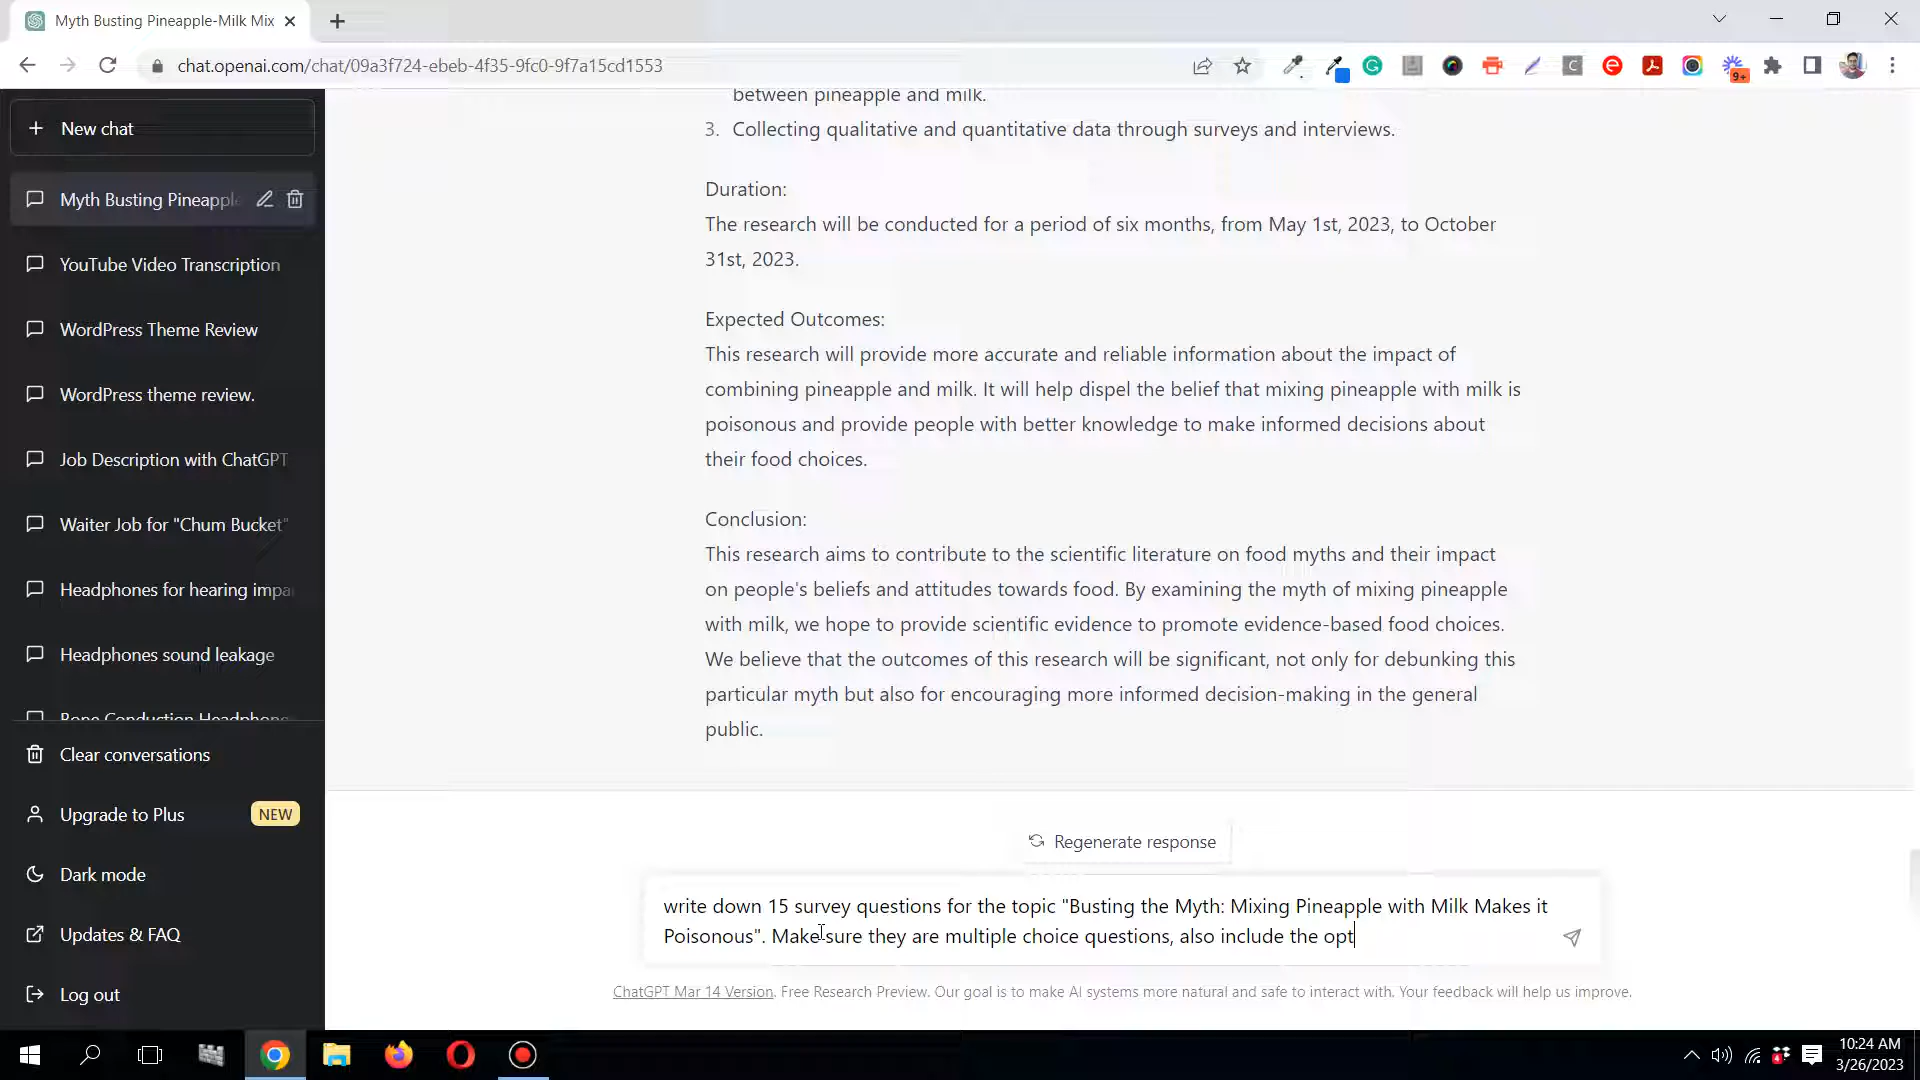 Myth Busting Pineapple-Milk Mix
chat.openai.com/chat/09a3f724-ebeb-4f35-9fc0-9f7a15cd1553
9+
New chat
Myth Busting Pineapple
YouTube Video Transcription
WordPress Theme Review
WordPress theme review.
Job Description with ChatGPT
Waiter Job for "Chum Bucket"
Headphones for hearing impa
Headphones sound leakage
Bone Conduction Headphone
Clear conversations
Upgrade to Plus
NEW
Dark mode
Updates & FAQ
Log out
between pineapple and milk.
3. Collecting qualitative and quantitative data through surveys and interviews.
Duration:
The research will be conducted for a period of six months, from May 1st, 2023, to October
31st, 2023.
Expected Outcomes:
This research will provide more accurate and reliable information about the impact of
combining pineapple and milk. It will help dispel the belief that mixing pineapple with milk is
poisonous and provide people with better knowledge to make informed decisions about
their food choices.
Conclusion:
This research aims to contribute to the scientific literature on food myths and their impact
on people's beliefs and attitudes towards food. By examining the myth of mixing pineapple
with milk, we hope to provide scientific evidence to promote evidence-based food choices.
We believe that the outcomes of this research will be significant, not only for debunking this
particular myth but also for encouraging more informed decision-making in the general
public.
Regenerate response
write down 15 survey questions for the topic "Busting the Myth: Mixing Pineapple with Milk Makes it
Poisonous". Make sure they are multiple choice questions, also include the opt
ChatGPT Mar 14 Version. Free Research Preview. Our goal is to make AI systems more natural and safe to interact with. Your feedback will help us improve.
10:24 AM
3/26/2023